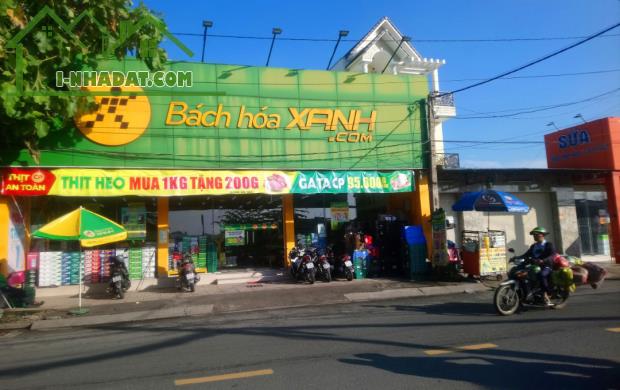 I-NHADAT.COM
Bách hóa XANH
.COM
THỊT
AN TOÀN
THỊT HEO MUA 1KG TẶNG 200G
GÀ TA CP 95.000Đ
SỮA